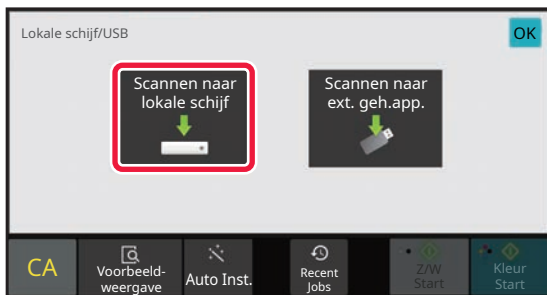 Lokale schijf/USB
OK
Scannen naar
lokale schijf
Scannen naar
ext. geh.app.
CA
Voorbeeld-
weergave
Auto Inst.
Recent
Jobs
Z/W
Start
Kleur
Start